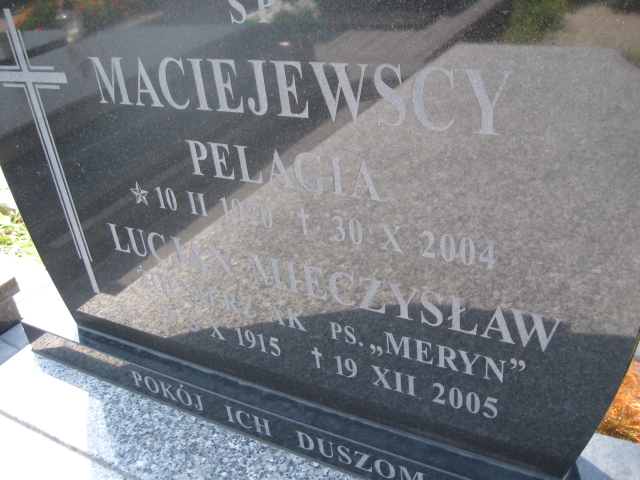 SP
MACIEJEWSCY
PELAGIA
10 II 1920 † 30 X 2004
LUCJAN MIECZYSŁAW
ŻOŁNIERZ AK PS. „MERYN”
X 1915 † 19 XII 2005
POKÓJ ICH DUSZOM